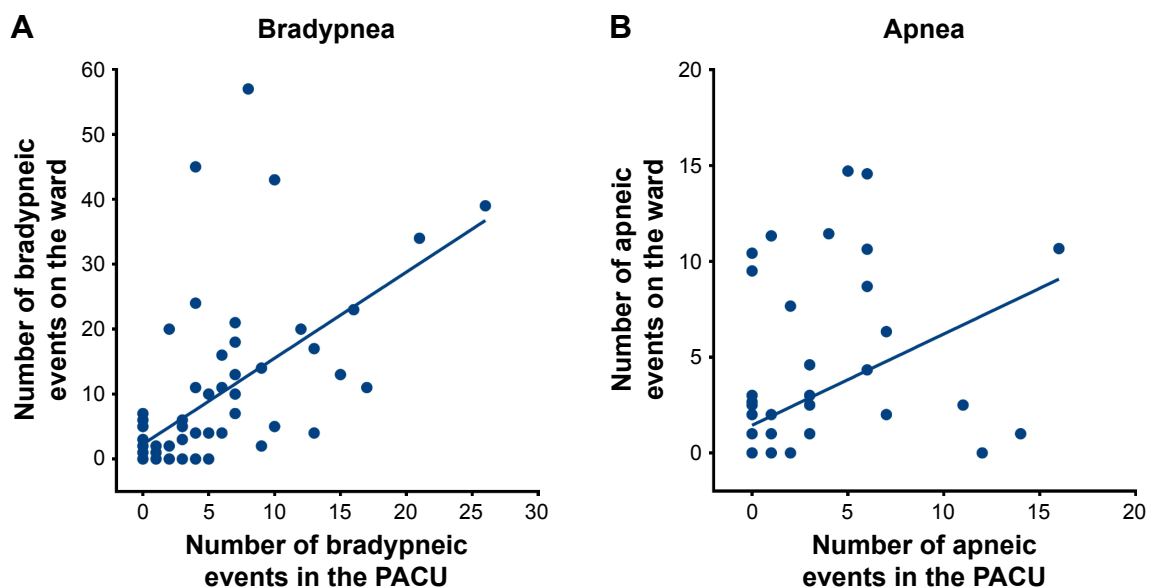 A
Bradypnea
Number of bradypneic
events on the ward
60
50
40
30
20
10
0
0 5 10 15 20 25 30
Number of bradypneic
events in the PACU
B
Apnea
Number of apneic
events on the ward
20
15
10
5
0
0 5 10 15 20
Number of apneic
events in the PACU